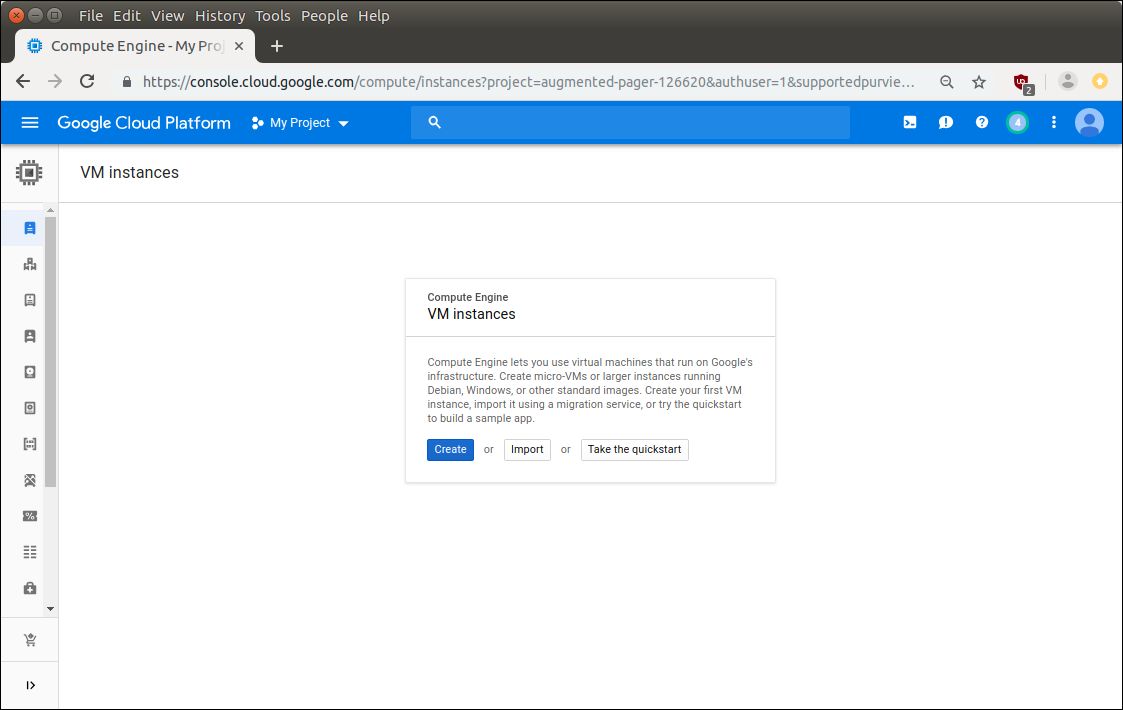 File Edit View History Tools People Help
Compute Engine - My Proj
https://console.cloud.google.com/compute/instances?project=augmented-pager-126620&authuser=1&supportedpurvie...
2
Google Cloud Platform My Project
4
VM instances
Compute Engine
VM instances
Compute Engine lets you use virtual machines that run on Google's
infrastructure. Create micro-VMs or larger instances running
Debian, Windows, or other standard images. Create your first VM
instance, import it using a migration service, or try the quickstart
to build a sample app.
Create or Import or Take the quickstart